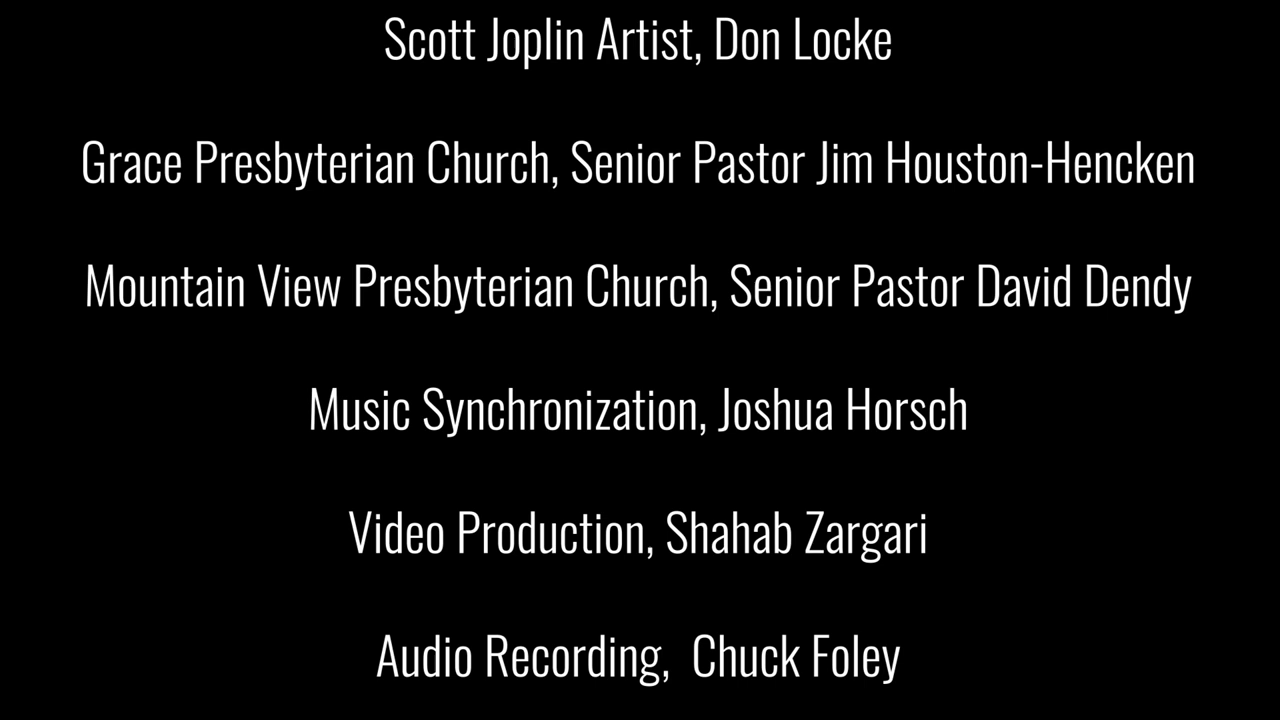 Scott Joplin Artist, Don Locke
Grace Presbyterian Church, Senior Pastor Jim Houston-Hencken
Mountain View Presbyterian Church, Senior Pastor David Dendy
Music Synchronization, Joshua Horsch
Video Production, Shahab Zargari
Audio Recording,  Chuck Foley